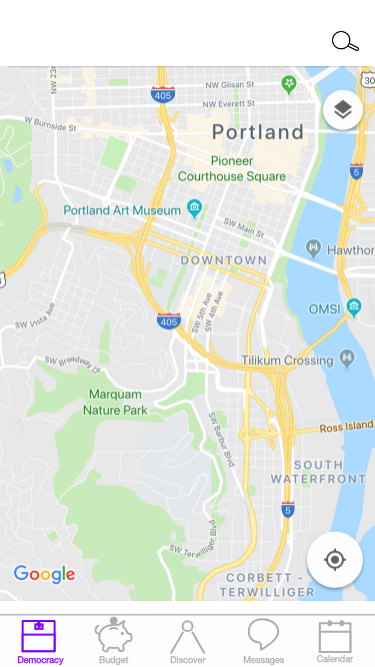 NW 23r
NW Glisan St
NW Everett St
405
30
W Burnside St
Portland
Pioneer
Courthouse Square
5
Portland Art Museum
SW Main St
Hawthor
DOWNTOWN
SW 5th Ave
SW 4th Ave
OMSI
SW Vista Ave
405
Tilikum Crossing
SW Broadway Dr
Marquam
Nature Park
SW Barbur Blvd
Ross Island
SOUTH
WATERFRONT
5
SW Terwilliger Blvd
Google
CORBETT -
TERWILLIGER
Democracy
Budget
Discover
Messages
Calendar